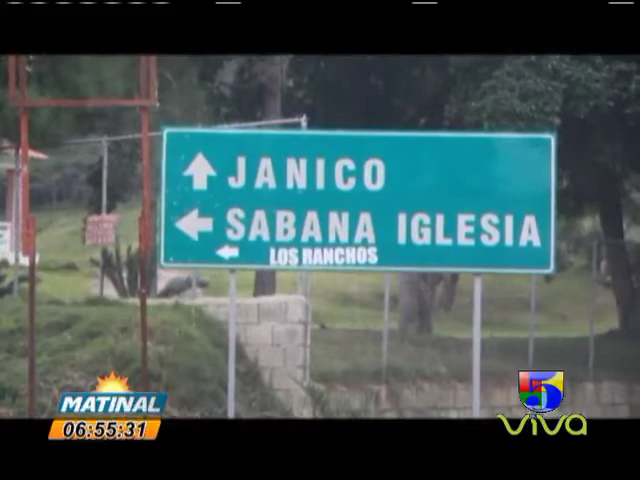 JANICO
SABANA IGLESIA
LOS RANCHOS
MATINAL
06:55:31
5
viva